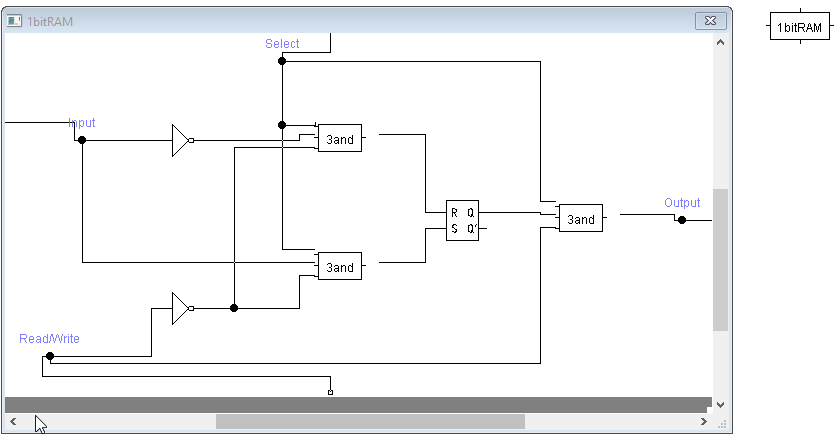 1bitRAM
1bitRAM
Select
Input
3and
Output
R Q
S Q'
3and
3and
Read/Write